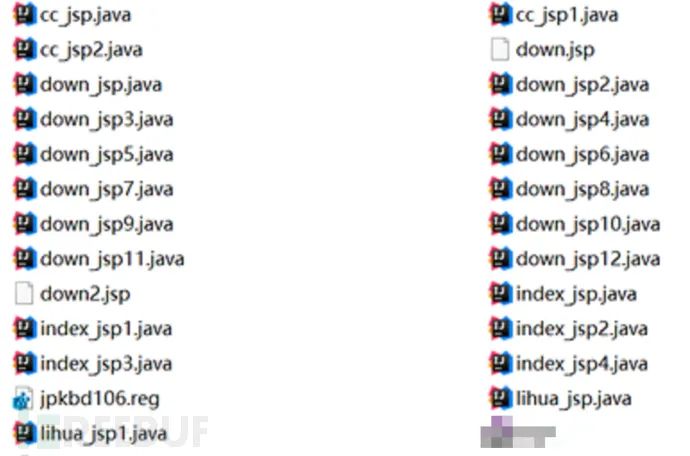 cc_jsp.java cc_jsp1.java
cc_jsp2.java down.jsp
down_jsp.java down_jsp2.java
down_jsp3.java down_jsp4.java
down_jsp5.java down_jsp6.java
down_jsp7.java down_jsp8.java
down_jsp9.java down_jsp10.java
down_jsp11.java down_jsp12.java
down2.jsp index_jsp.java
index_jsp1.java index_jsp2.java
index_jsp3.java index_jsp4.java
jpkbd106.reg lihua_jsp.java
lihua_jsp1.java